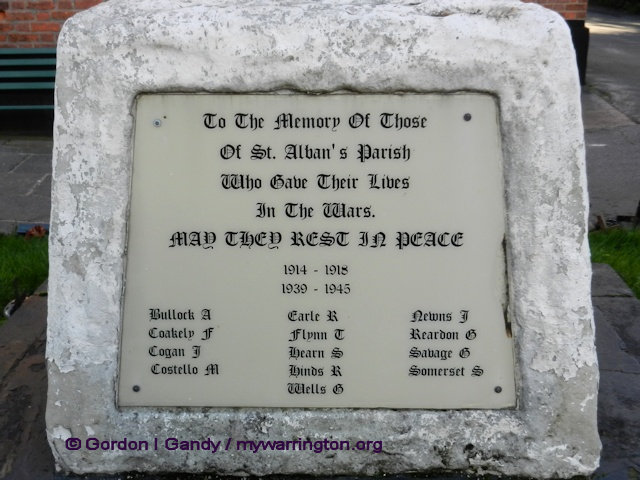 To The Memory Of Those
Of St. Alban's Parish
Who Gave Their Lives
In The Wars.
MAY THEY REST IN PEACE
1914 - 1918
1939 - 1945
Bullock A
Coakely F
Cogan J
Costello M
Earle R
Flynn T
Hearn S
Hinds R
Wells G
Newns J
Reardon G
Savage G
Somerset S
© Gordon I Gandy / mywarrington.org